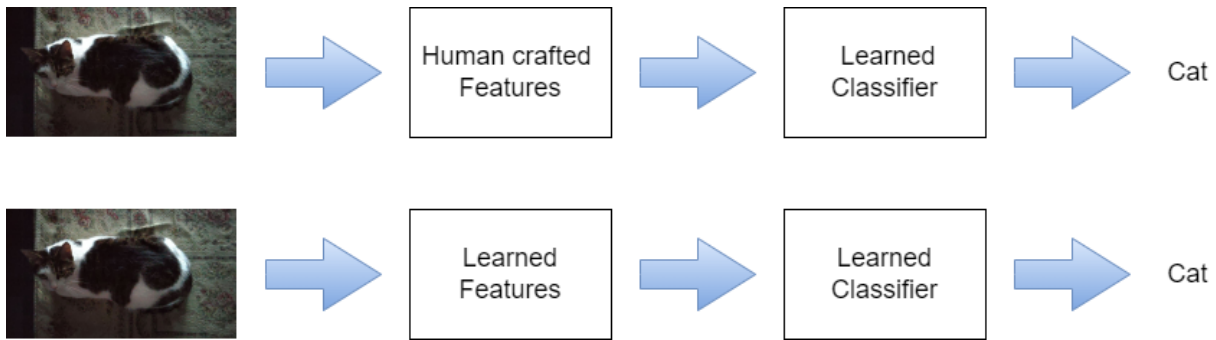 Human crafted
Features
Learned
Classifier
Cat
Learned
Features
Learned
Classifier
Cat